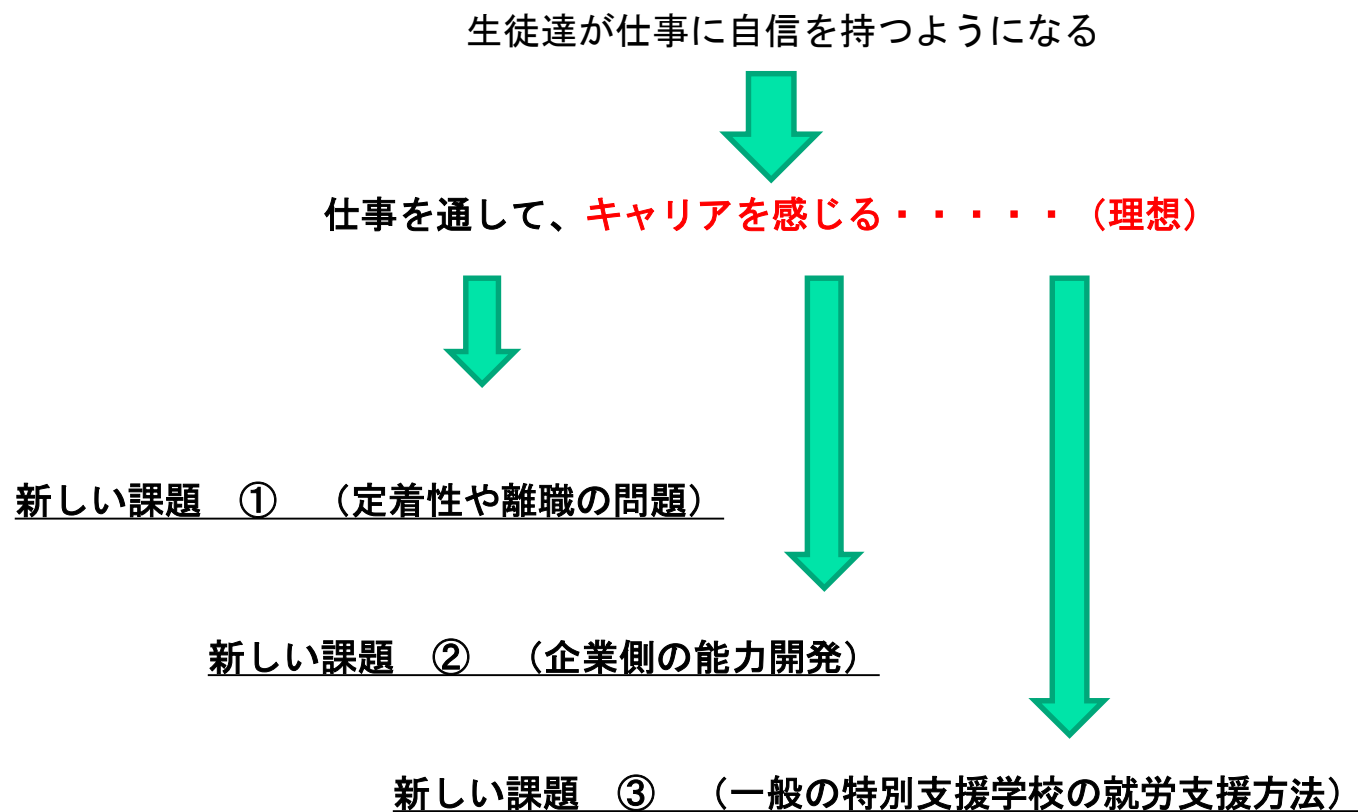 生徒達が仕事に自信を持つようになる
仕事を通して、キャリアを感じる・・・・・（理想）
新しい課題　①　（定着性や離職の問題）
新しい課題　②　（企業側の能力開発）
新しい課題　③　（一般の特別支援学校の就労支援方法）